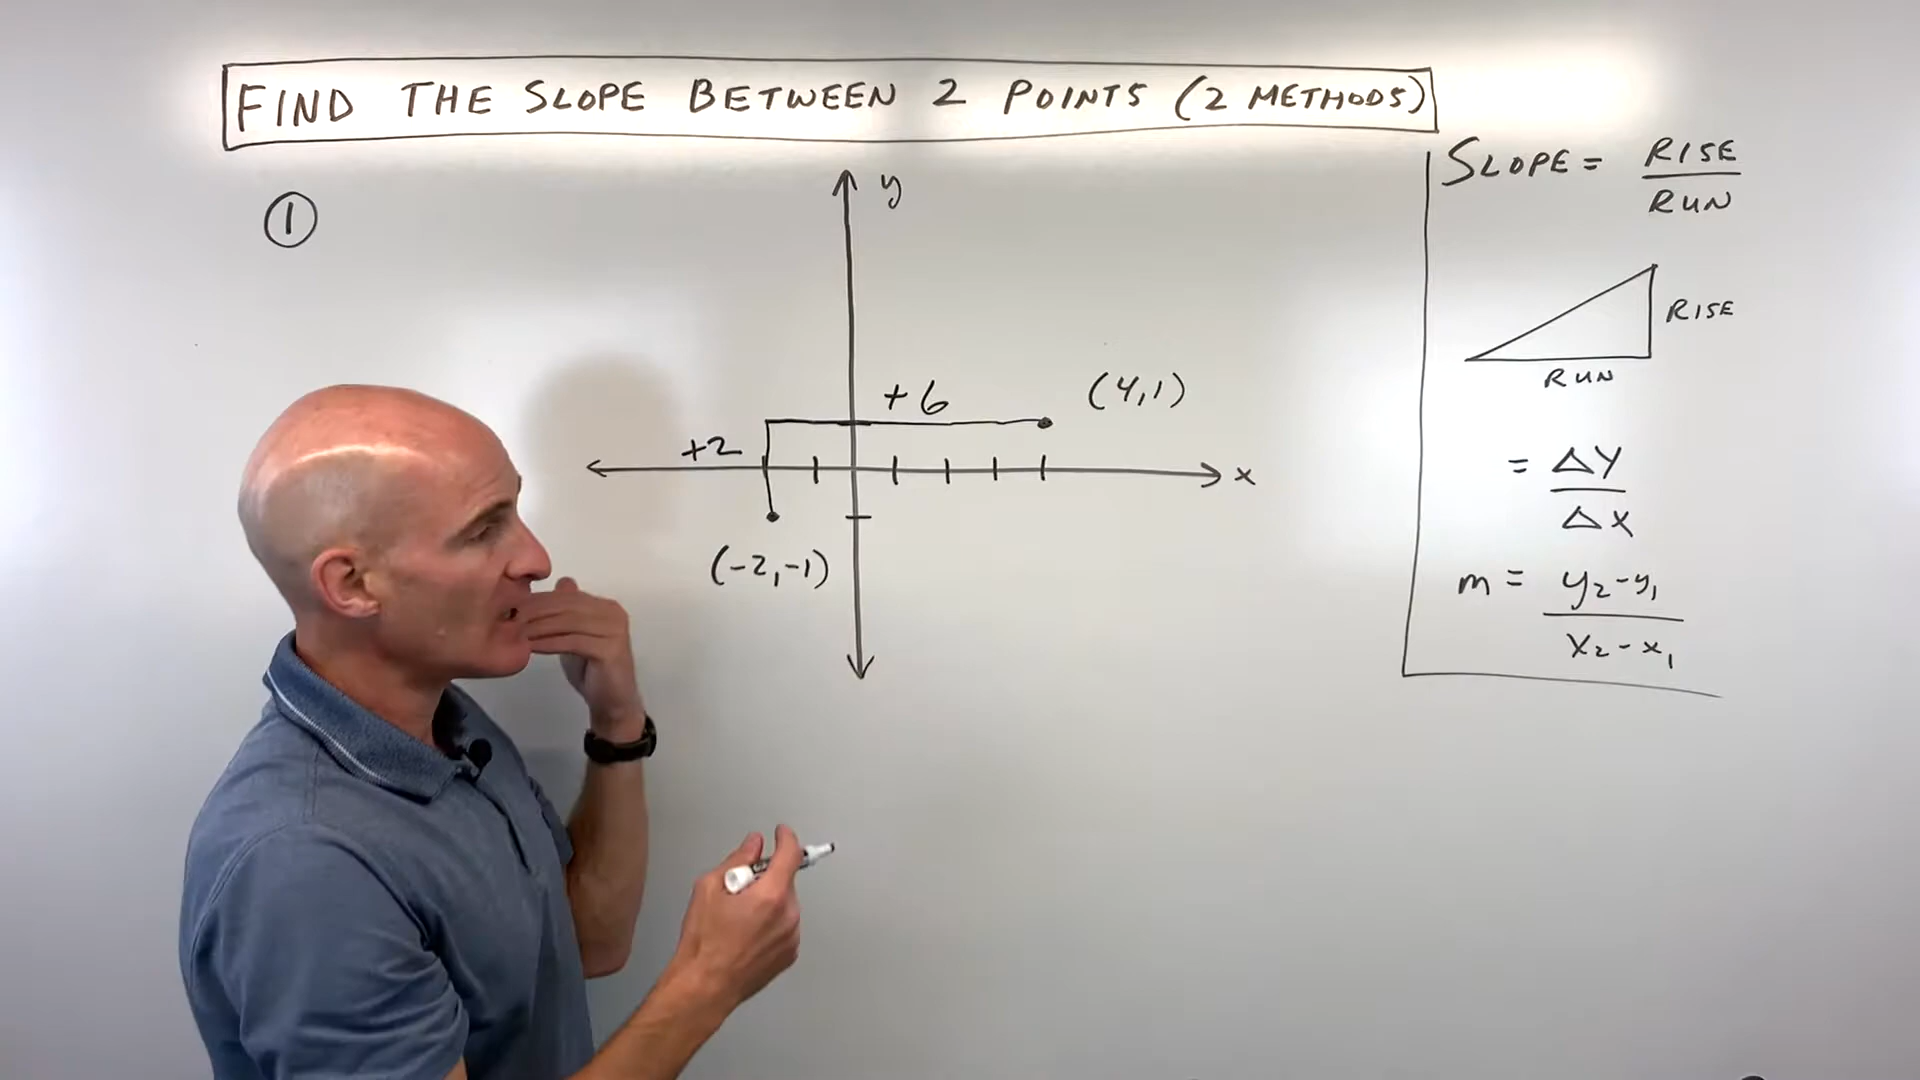 FIND THE SLOPE BETWEEN 2 POINTS (2 METHODS)
①
y
+6
(4,1)
+2
x
(-2,-1)
SLOPE = RISE
RUN
RISE
RUN
= ΔY
ΔX
m = y₂-y₁
x₂-x₁